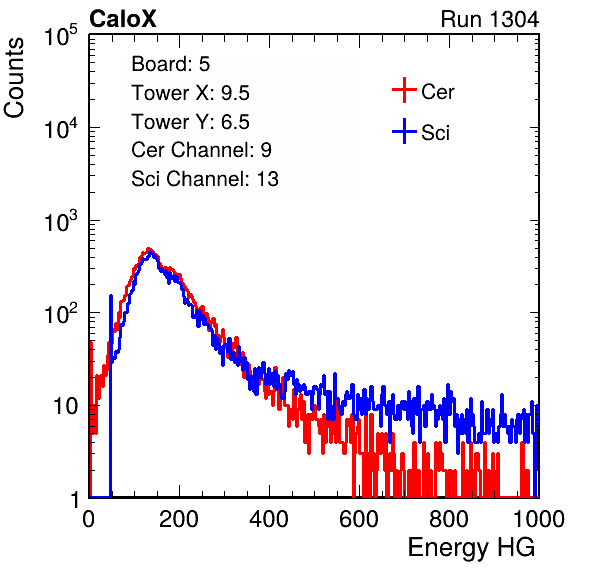 CaloX Run 1304
Counts
Board: 5
Tower X: 9.5
Tower Y: 6.5
Cer Channel: 9
Sci Channel: 13
Cer
Sci
10^5
10^4
10^3
10^2
10
1
0 200 400 600 800 1000
Energy HG